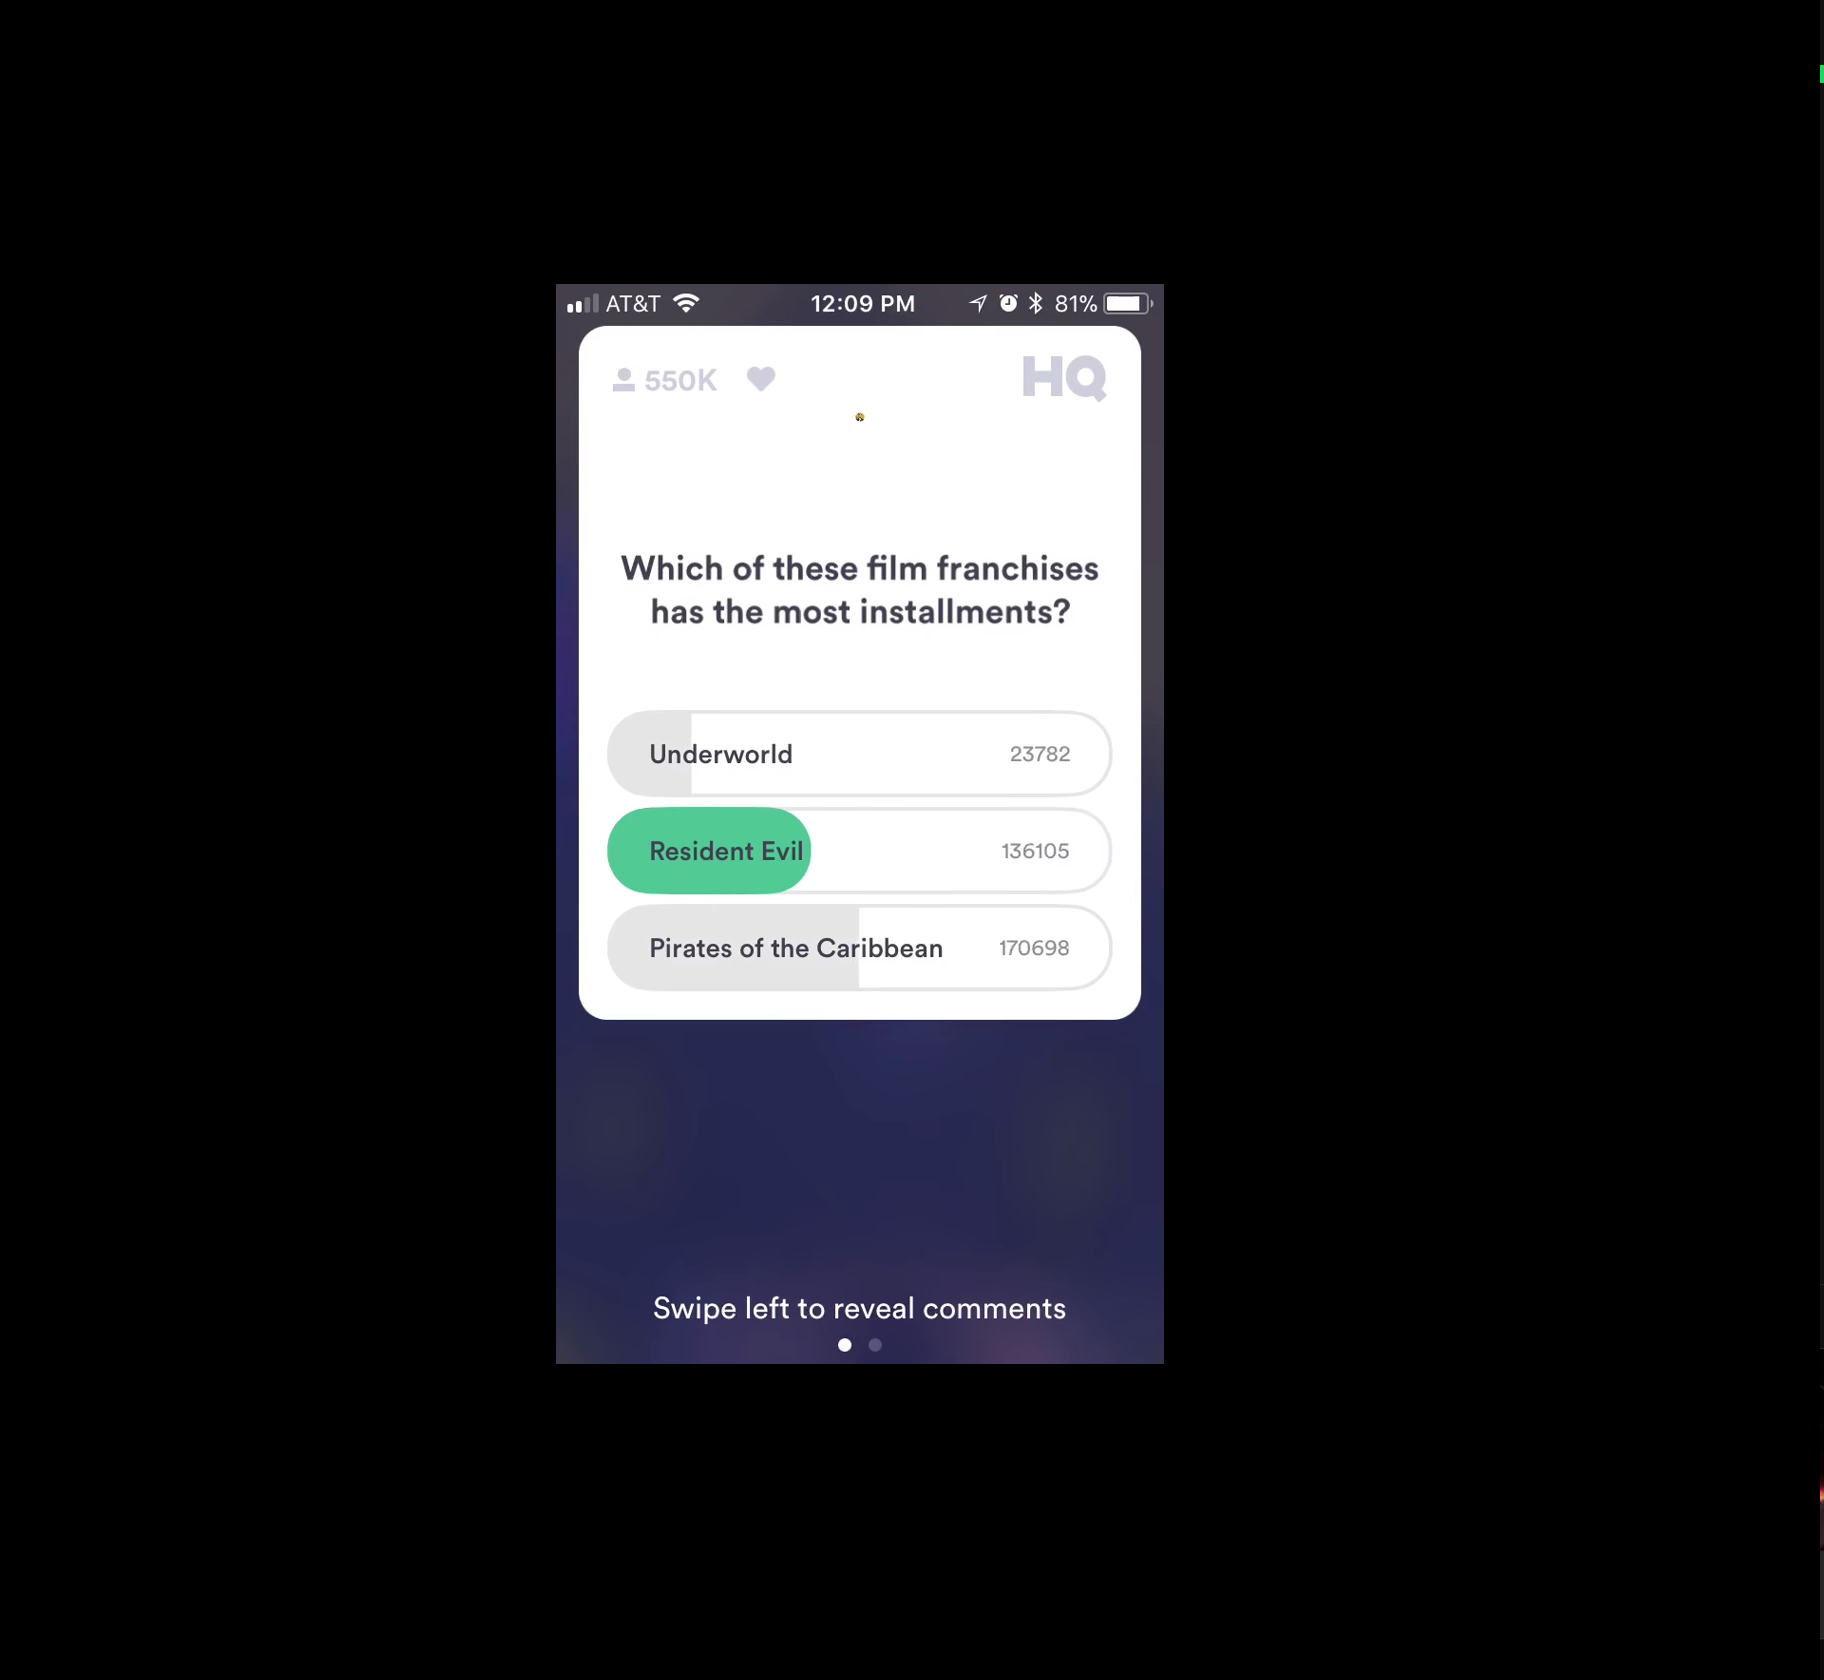 AT&T 12:09 PM 81%
550K HQ
Which of these film franchises
has the most installments?
Underworld 23782
Resident Evil 136105
Pirates of the Caribbean 170698
Swipe left to reveal comments